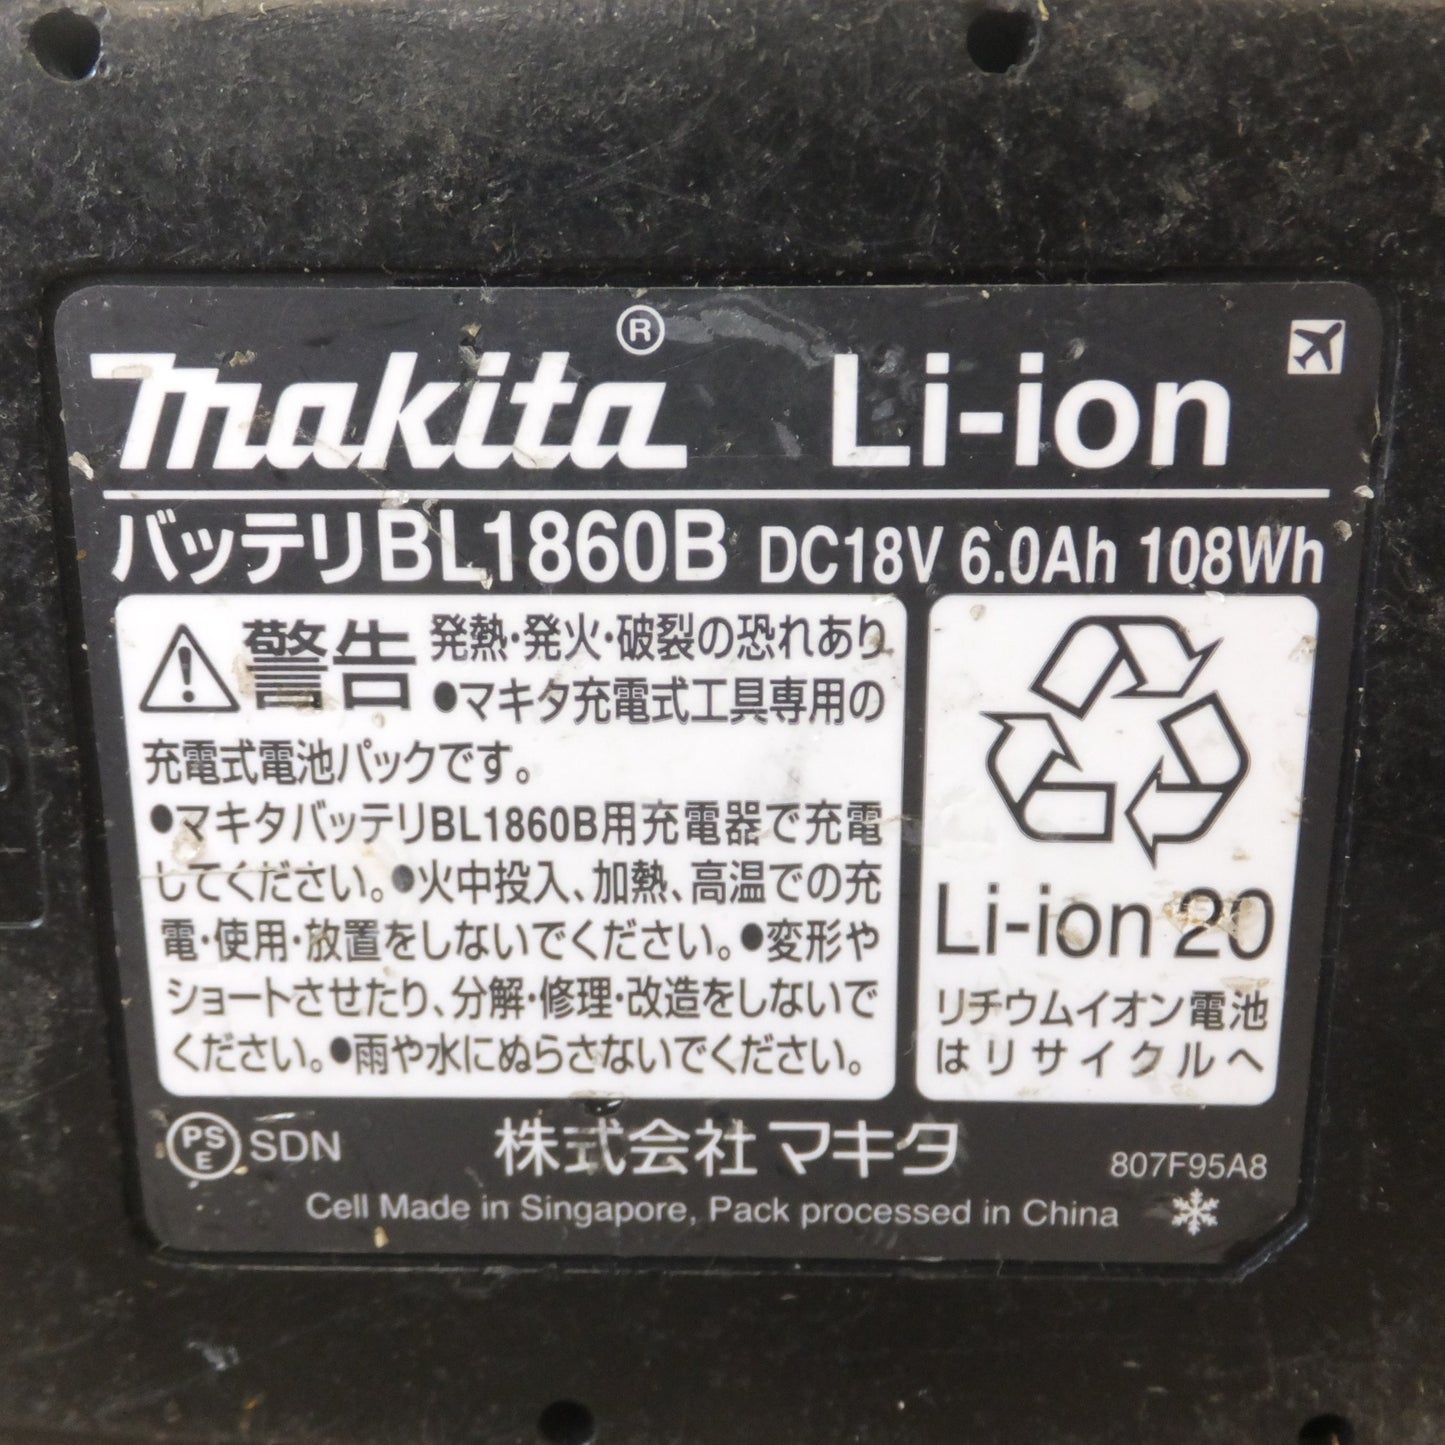 makita® Li-ion
バッテリBL1860B DC18V 6.0Ah 108Wh
警告 発熱・発火・破裂の恐れあり
●マキタ充電式工具専用の
充電式電池パックです。
●マキタバッテリBL1860B用充電器で充電
してください。●火中投入、加熱、高温での充
電・使用・放置をしないでください。●変形や
ショートさせたり、分解・修理・改造をしないで
ください。●雨や水にぬらさないでください。
Li-ion 20
リチウムイオン電池
はリサイクルへ
PS
E
SDN 株式会社マキタ 807F95A8
Cell Made in Singapore, Pack processed in China